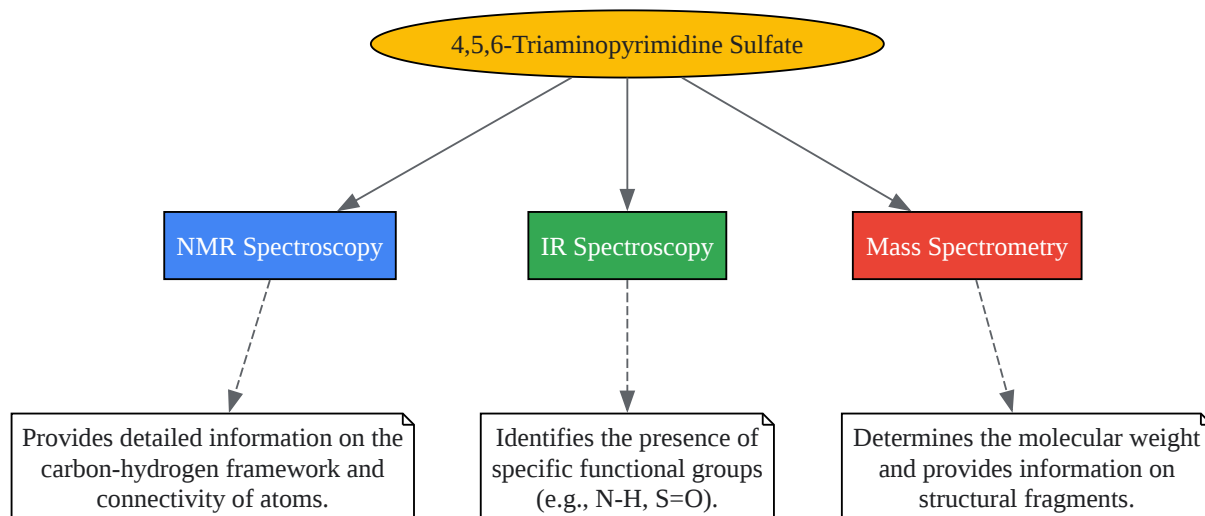 4,5,6-Triaminopyrimidine Sulfate
NMR Spectroscopy
IR Spectroscopy
Mass Spectrometry
Provides detailed information on the
carbon-hydrogen framework and
connectivity of atoms.
Identifies the presence of
specific functional groups
(e.g., N-H, S=O).
Determines the molecular weight
and provides information on
structural fragments.